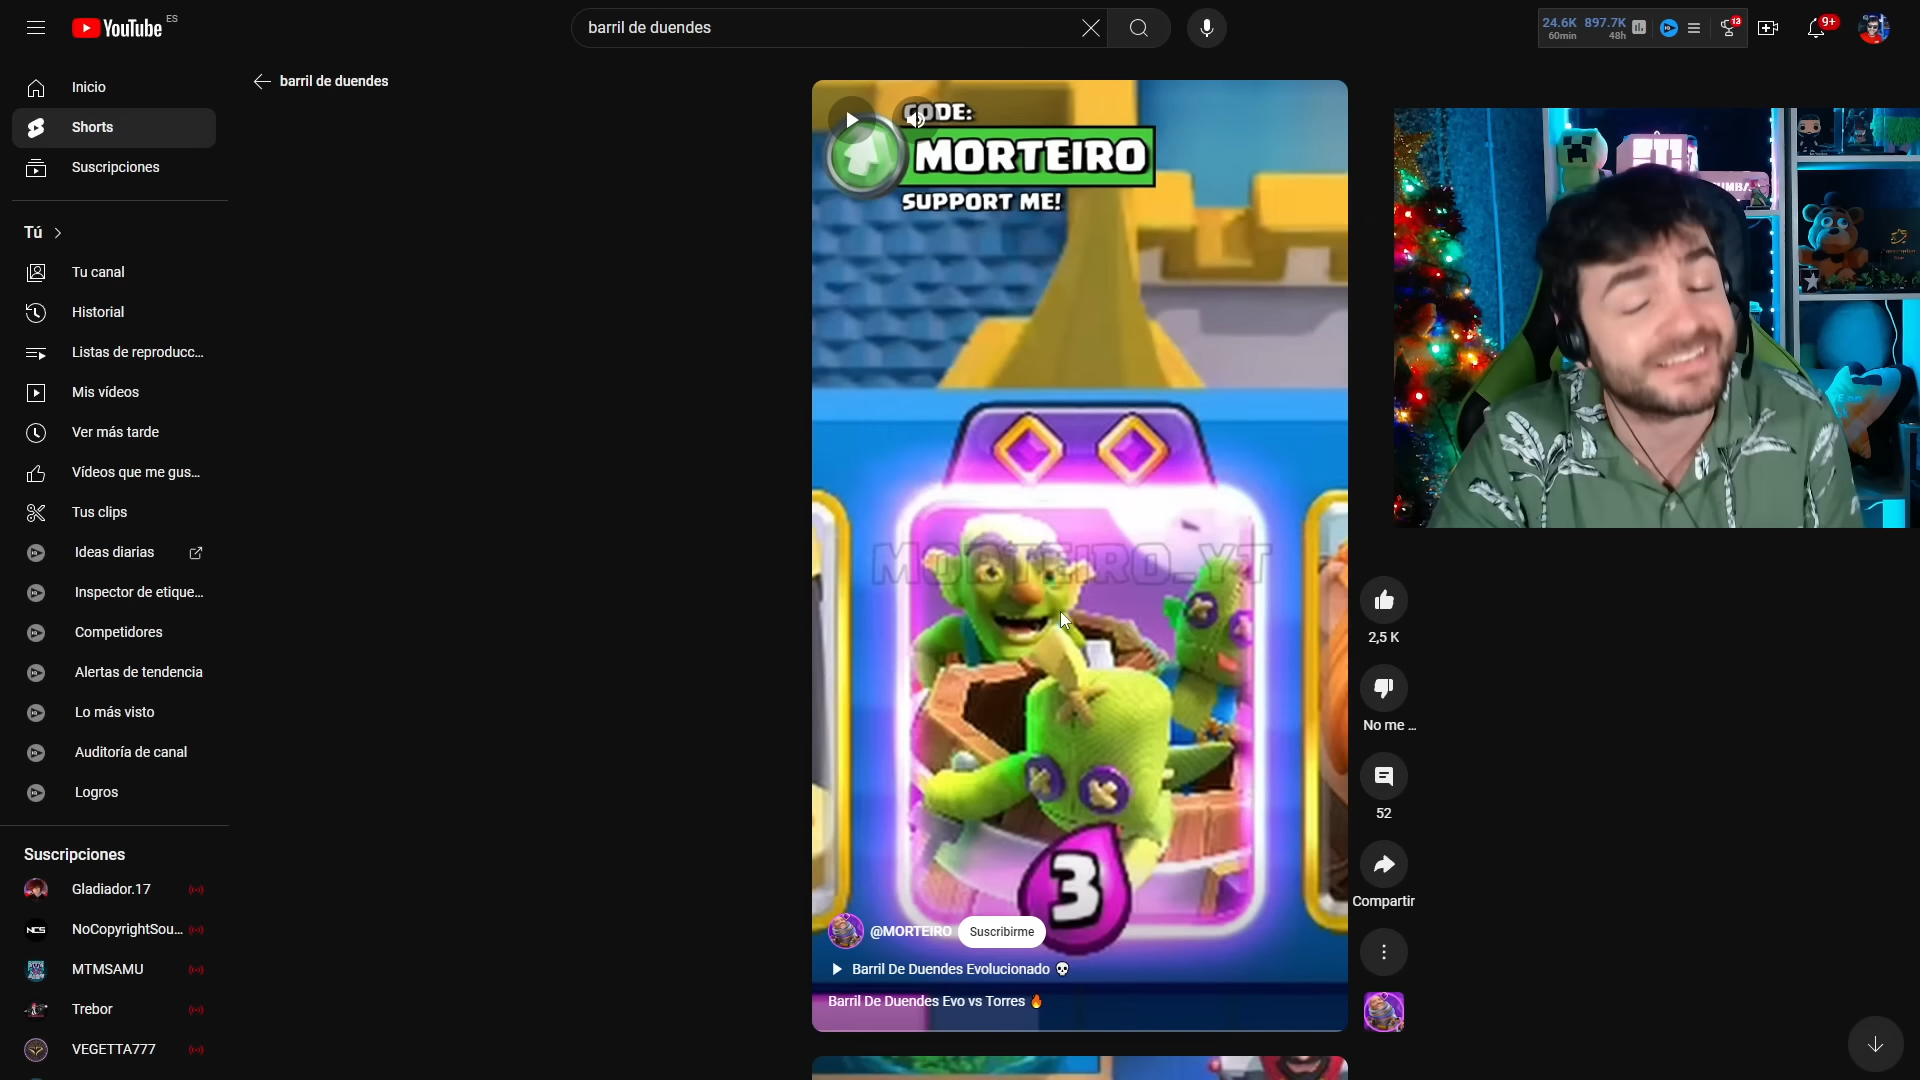 YouTube
ES
barril de duendes
24.6K
60min
897.7K
48h
13
9+
Inicio
Shorts
Suscripciones
Tú
Tu canal
Historial
Listas de reproducc...
Mis vídeos
Ver más tarde
Vídeos que me gus...
Tus clips
Ideas diarias
Inspector de etique...
Competidores
Alertas de tendencia
Lo más visto
Auditoría de canal
Logros
Suscripciones
Gladiador.17
NCS
NoCopyrightSou...
MTMSAMU
Trebor
VEGETTA777
barril de duendes
CODE:
MORTEIRO
SUPPORT ME!
MORTEIRO_YT
3
@MORTEIRO
Suscribirme
Barril De Duendes Evolucionado
Barril De Duendes Evo vs Torres
2,5 K
No me ...
52
Compartir